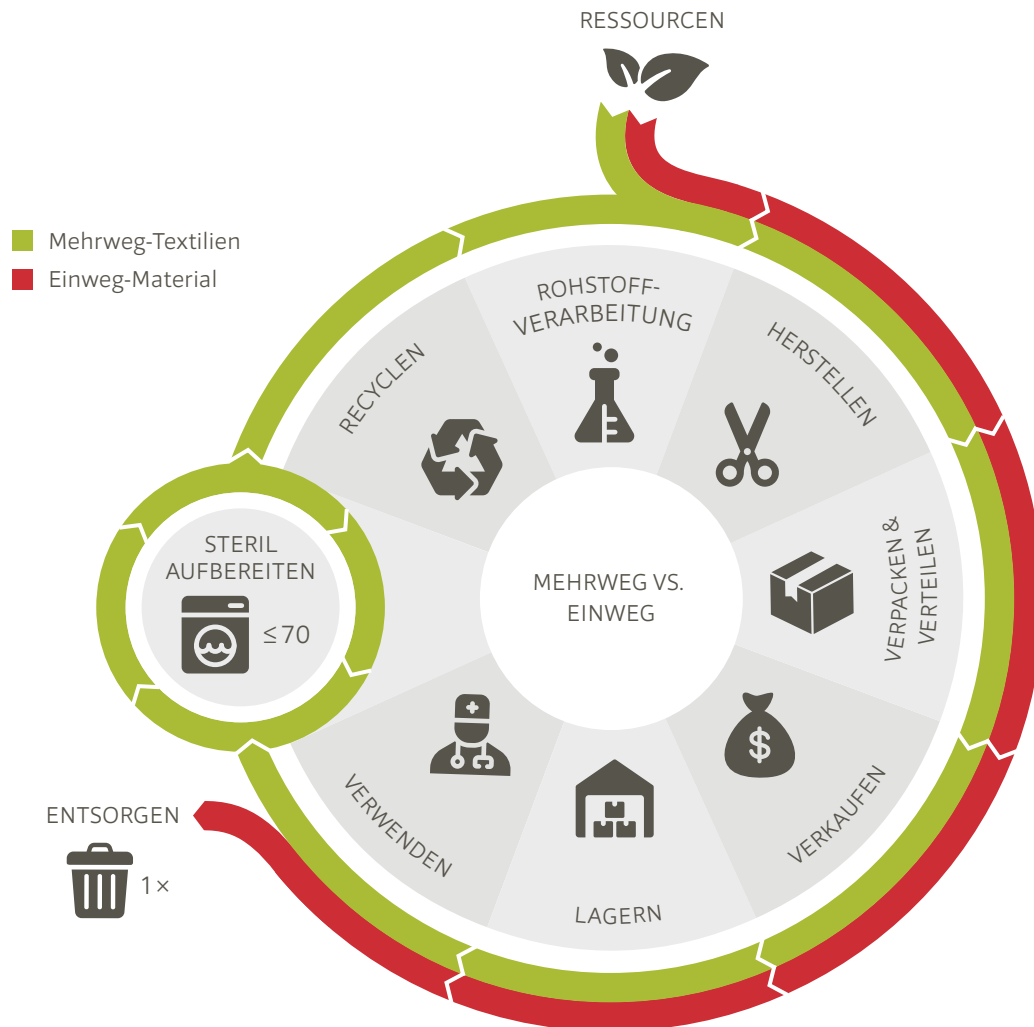 RESSOURCEN
Mehrweg-Textilien
Einweg-Material
ROHSTOFF-
VERARBEITUNG
HERSTELLEN
RECYCLEN
VERPACKEN &
VERTEILEN
STERIL
AUFBEREITEN
≤ 70
MEHRWEG VS.
EINWEG
$
VERKAUFEN
LAGERN
VERWENDEN
ENTSORGEN
1 ×